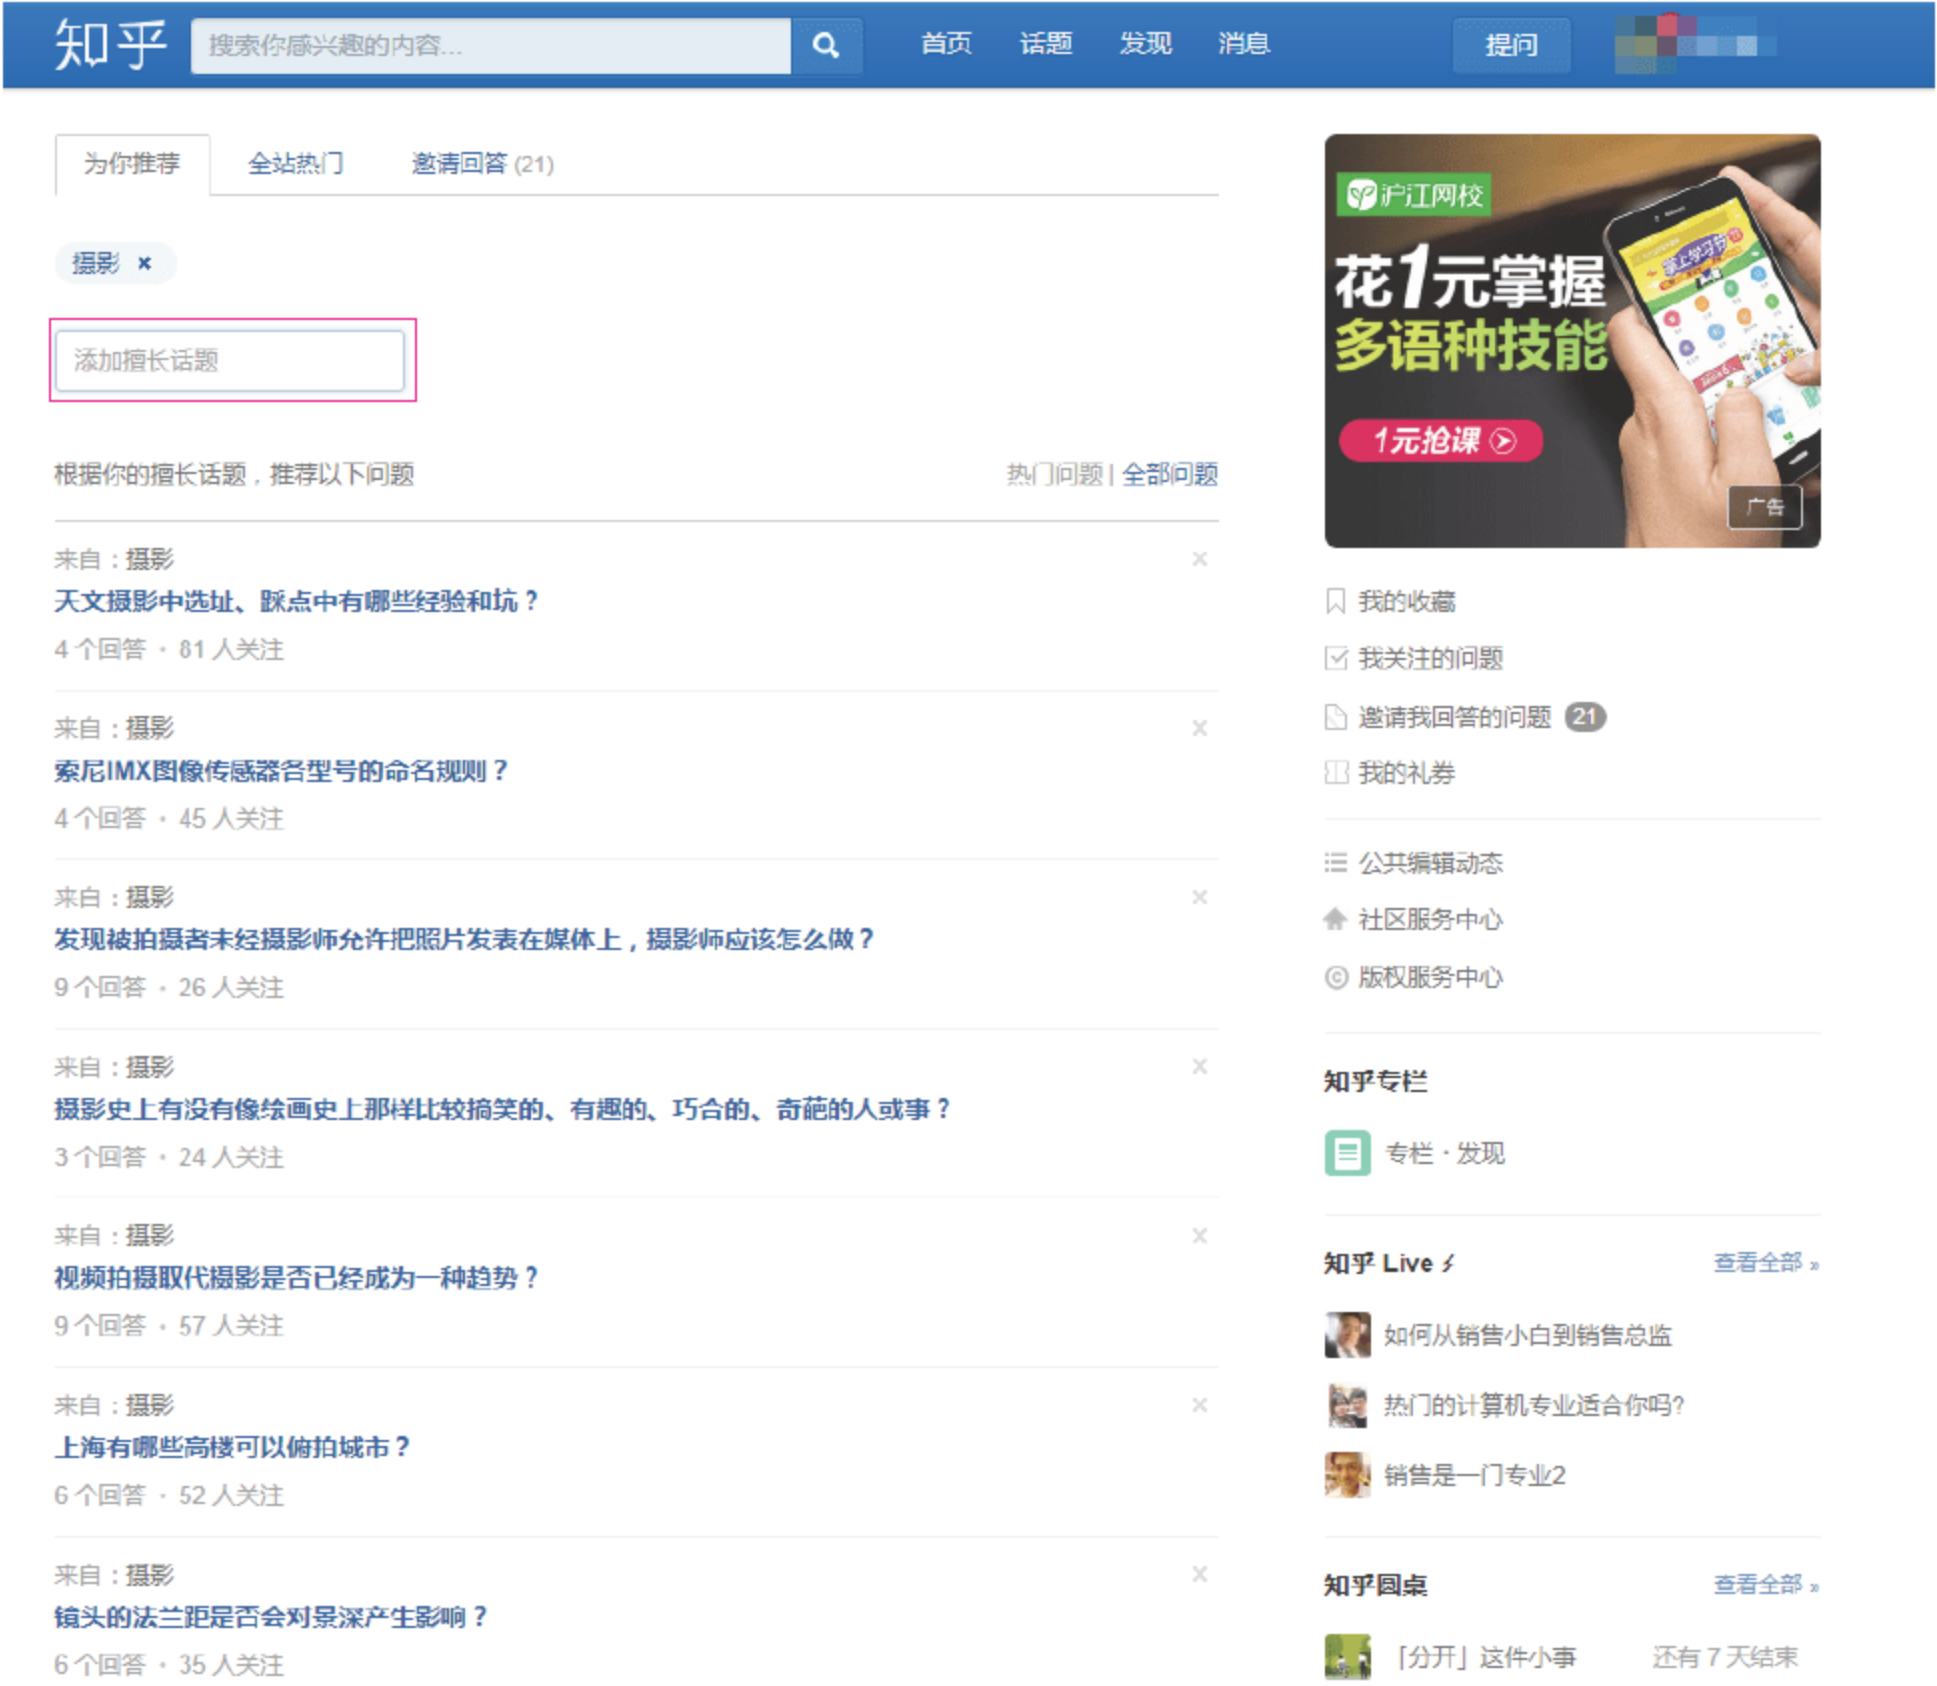 知乎
搜索你感兴趣的内容...
首页 话题 发现 消息
提问
为你推荐 全站热门 邀请回答 (21)
摄影 ×
添加擅长话题
根据你的擅长话题，推荐以下问题
热门问题 | 全部问题
来自：摄影
天文摄影中选址、踩点中有哪些经验和坑？
4 个回答 • 81 人关注
来自：摄影
索尼IMX图像传感器各型号的命名规则？
4 个回答 • 45 人关注
来自：摄影
发现被拍摄者未经摄影师允许把照片发表在媒体上，摄影师应该怎么做？
9 个回答 • 26 人关注
来自：摄影
摄影史上有没有像绘画史上那样比较搞笑的、有趣的、巧合的、奇葩的人或事？
3 个回答 • 24 人关注
来自：摄影
视频拍摄取代摄影是否已经成为一种趋势？
9 个回答 • 57 人关注
来自：摄影
上海有哪些高楼可以俯拍城市？
6 个回答 • 52 人关注
来自：摄影
镜头的法兰距是否会对景深产生影响？
6 个回答 • 35 人关注
沪江网校
花1元掌握
多语种技能
1元抢课
掌上学习节
广告
我的收藏
我关注的问题
邀请我回答的问题 21
我的礼券
公共编辑动态
社区服务中心
版权服务中心
知乎专栏
专栏 · 发现
知乎 Live
查看全部 »
如何从销售小白到销售总监
热门的计算机专业适合你吗?
销售是一门专业2
知乎圆桌
查看全部 »
「分开」这件小事
还有 7 天结束